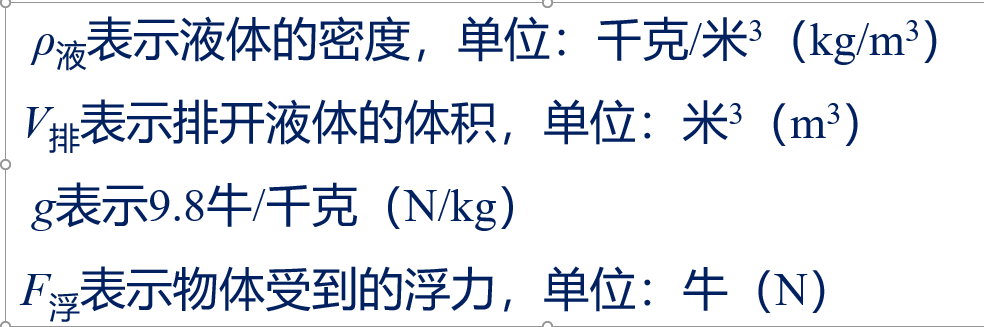 ρ液表示液体的密度，单位：千克/米³（kg/m³）
V排表示排开液体的体积，单位：米³（m³）
g表示9.8牛/千克（N/kg）
F浮表示物体受到的浮力，单位：牛（N）